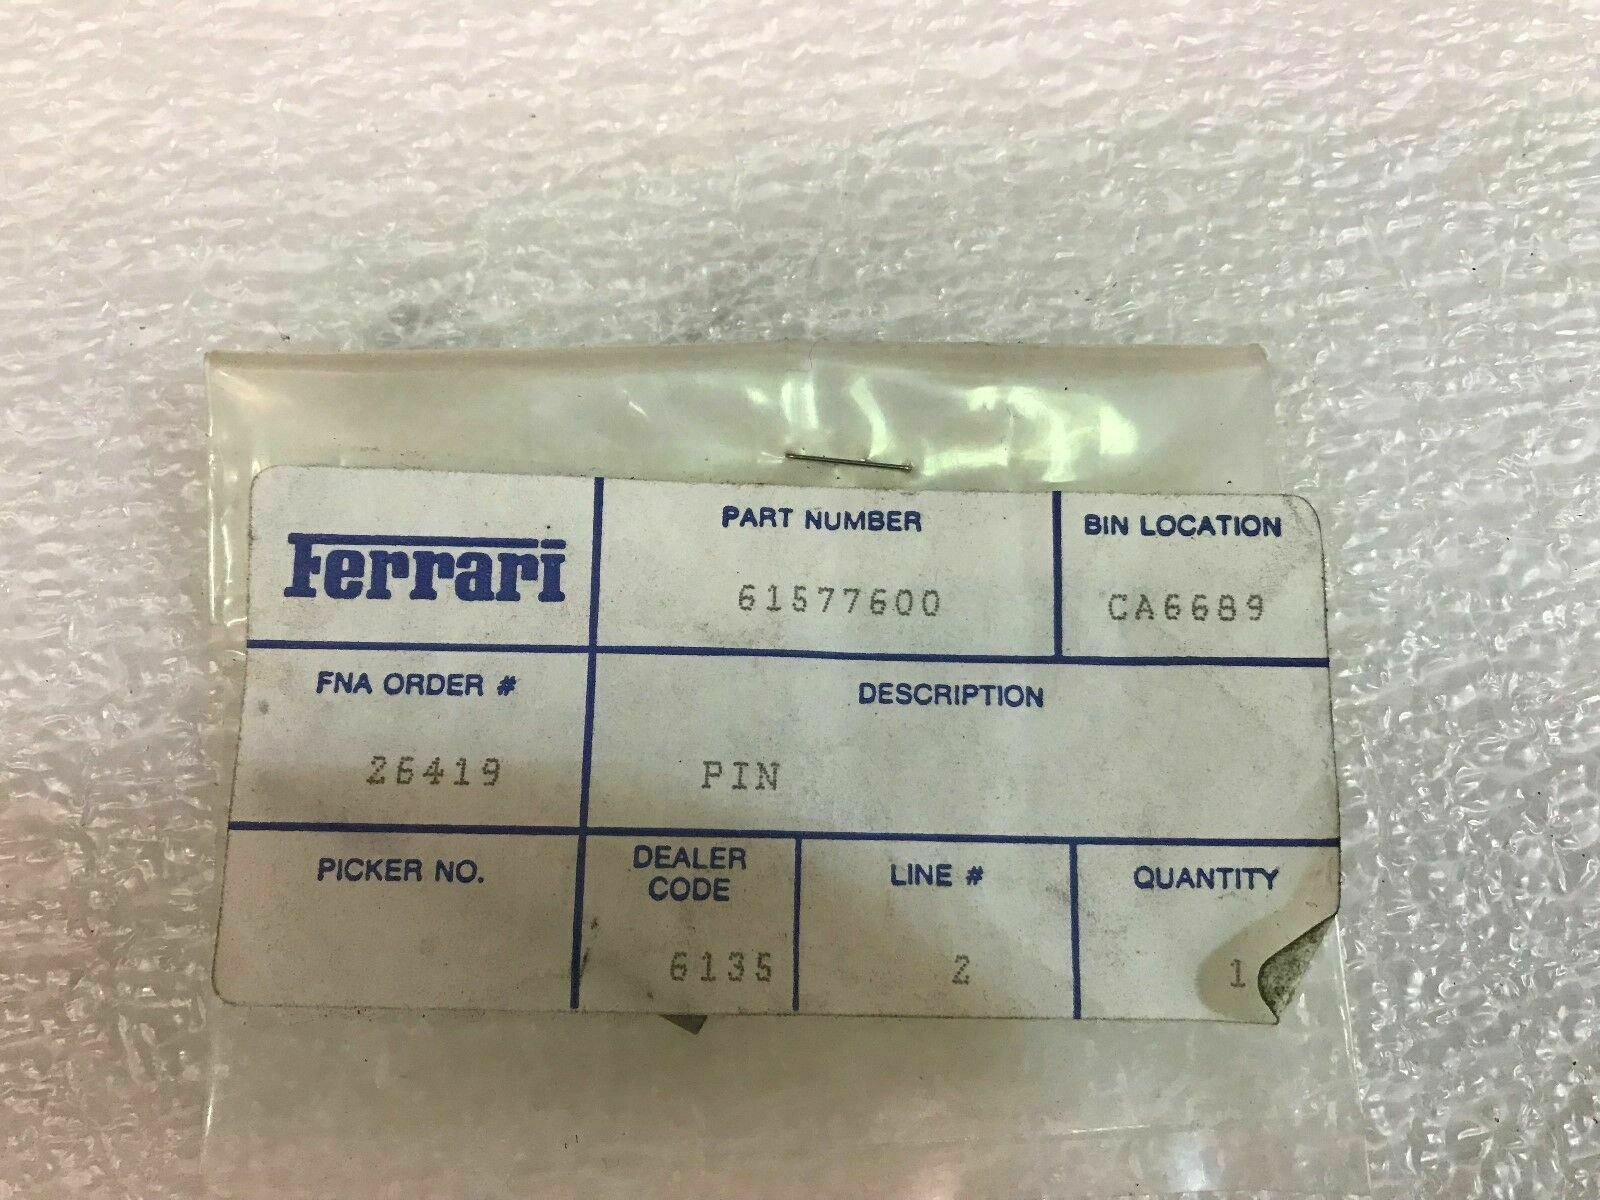 Ferrari
PART NUMBER
61577600
BIN LOCATION
CA6689
FNA ORDER #
26419
DESCRIPTION
PIN
PICKER NO.
DEALER
CODE
6135
LINE #
2
QUANTITY
1